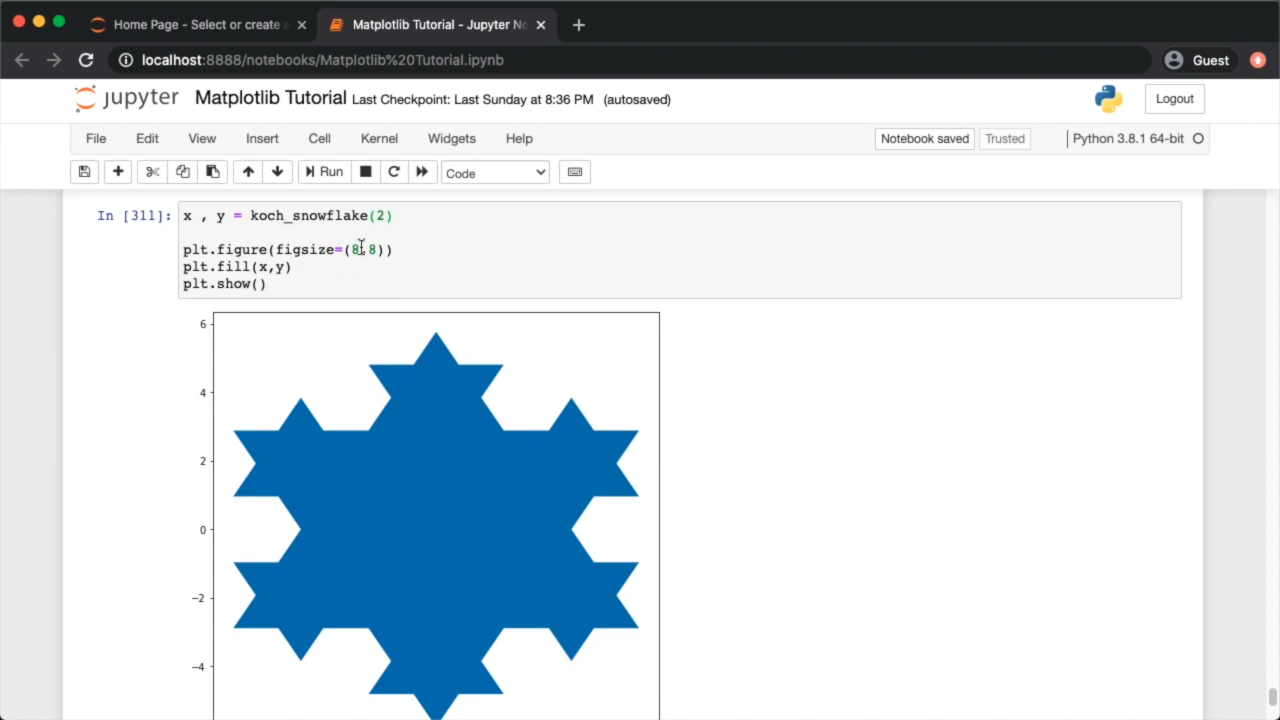 Home Page - Select or create a
Matplotlib Tutorial - Jupyter No
localhost:8888/notebooks/Matplotlib%20Tutorial.ipynb
Guest
jupyter Matplotlib Tutorial Last Checkpoint: Last Sunday at 8:36 PM (autosaved)
Logout
File Edit View Insert Cell Kernel Widgets Help
Notebook saved Trusted Python 3.8.1 64-bit
Run Code
In [311]: x , y = koch_snowflake(2)
plt.figure(figsize=(8,8))
plt.fill(x,y)
plt.show()
6
4
2
0
−2
−4